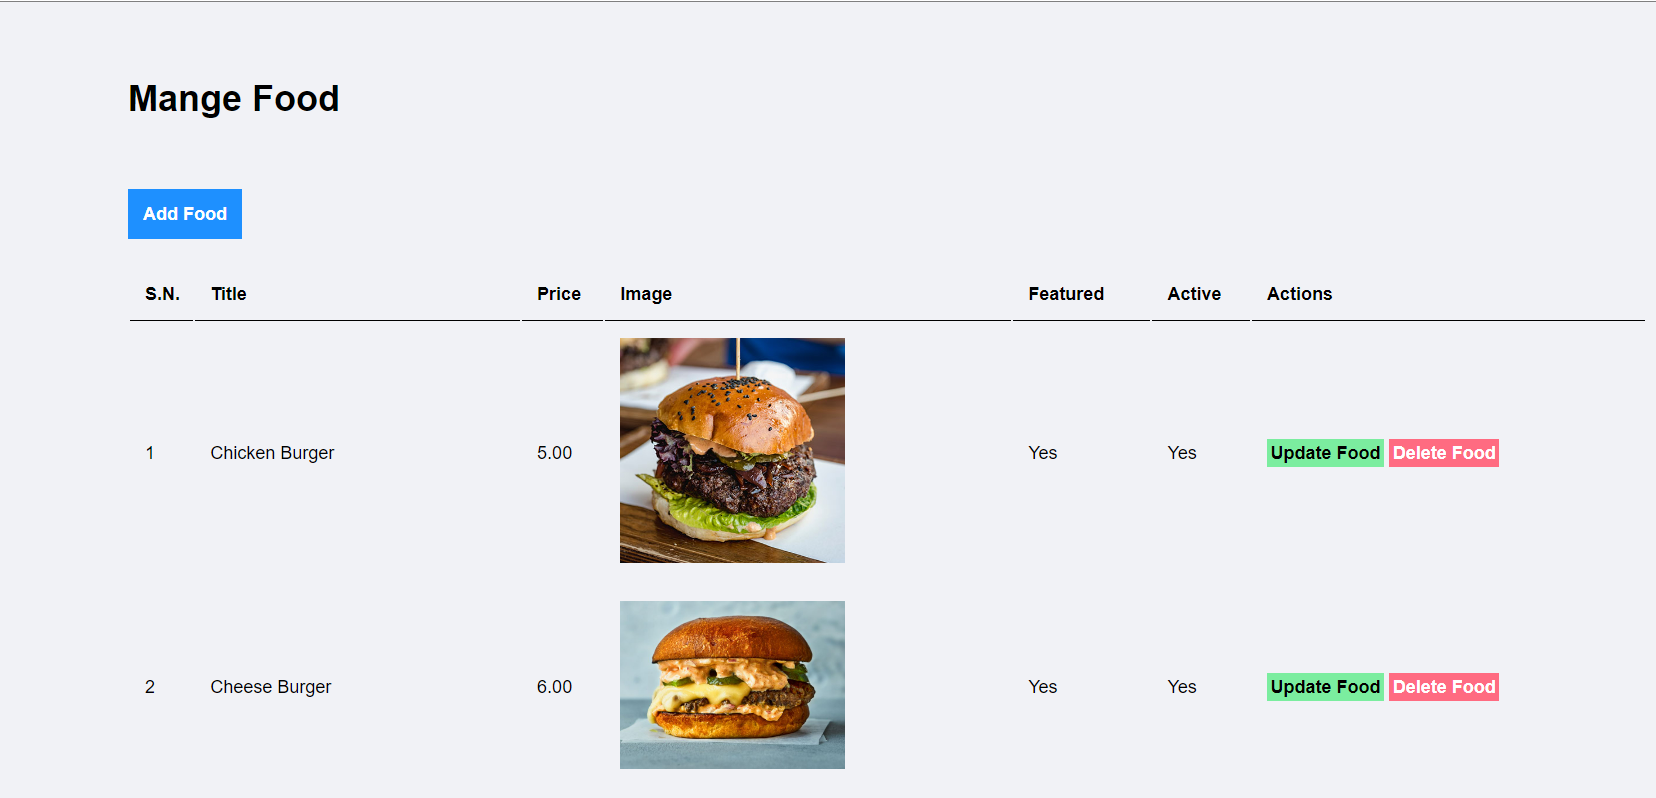 Mange Food
Add Food
S.N. Title Price Image Featured Active Actions
1 Chicken Burger 5.00 Yes Yes Update Food Delete Food
2 Cheese Burger 6.00 Yes Yes Update Food Delete Food